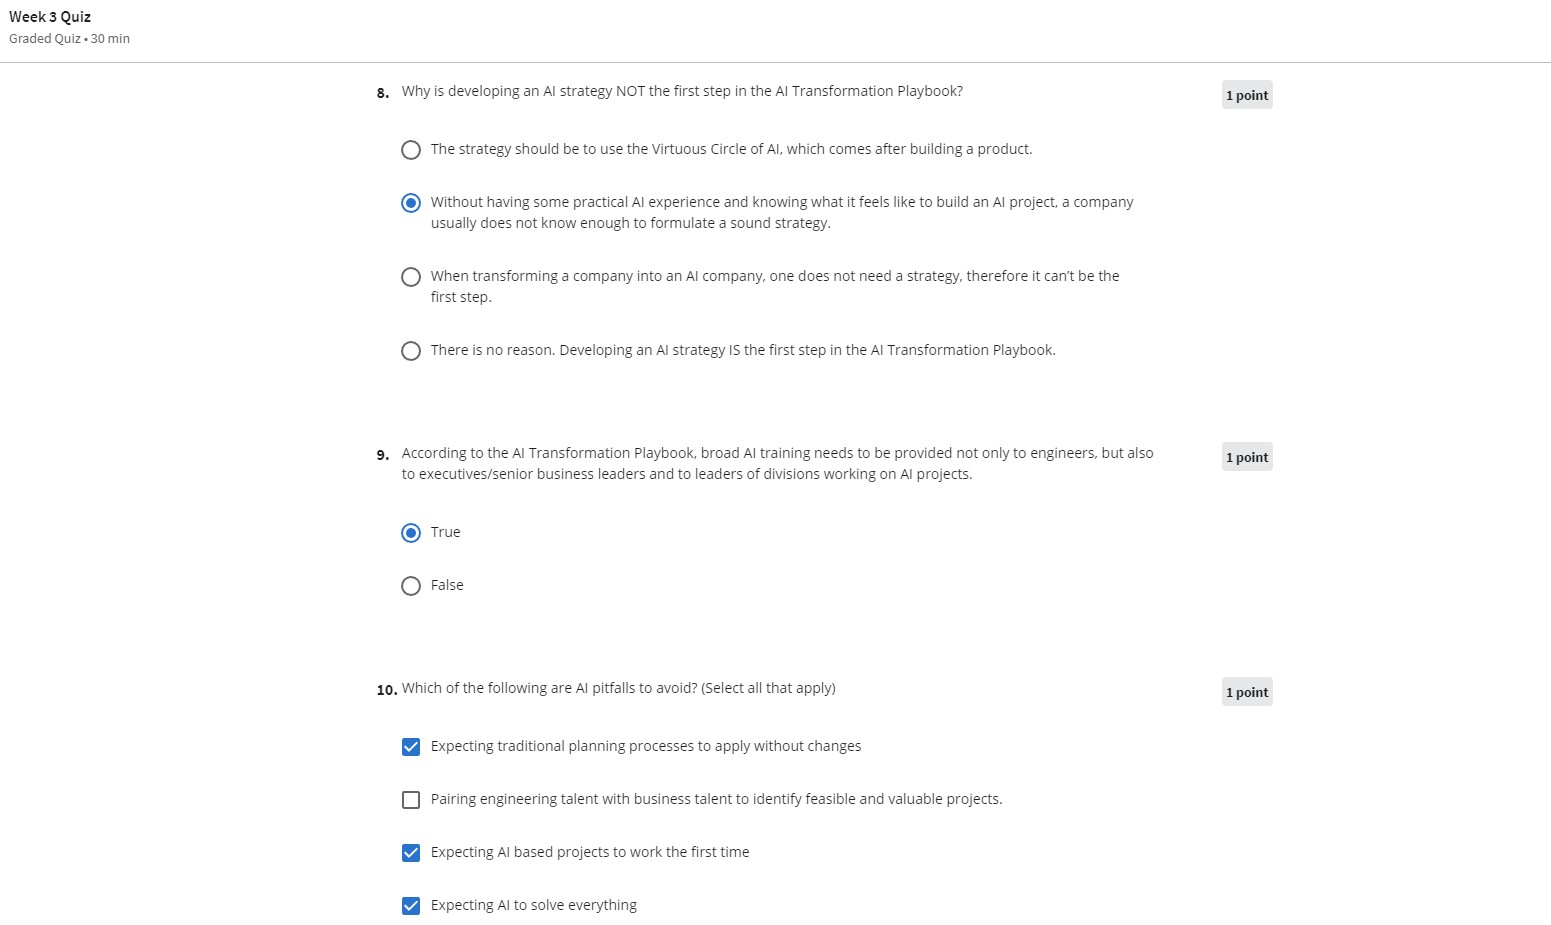 Week 3 Quiz
Graded Quiz • 30 min
8. Why is developing an AI strategy NOT the first step in the AI Transformation Playbook?
1 point
The strategy should be to use the Virtuous Circle of AI, which comes after building a product.
Without having some practical AI experience and knowing what it feels like to build an AI project, a company
usually does not know enough to formulate a sound strategy.
When transforming a company into an AI company, one does not need a strategy, therefore it can't be the
first step.
There is no reason. Developing an AI strategy IS the first step in the AI Transformation Playbook.
9. According to the AI Transformation Playbook, broad AI training needs to be provided not only to engineers, but also
to executives/senior business leaders and to leaders of divisions working on AI projects.
1 point
True
False
10. Which of the following are AI pitfalls to avoid? (Select all that apply)
1 point
Expecting traditional planning processes to apply without changes
Pairing engineering talent with business talent to identify feasible and valuable projects.
Expecting AI based projects to work the first time
Expecting AI to solve everything